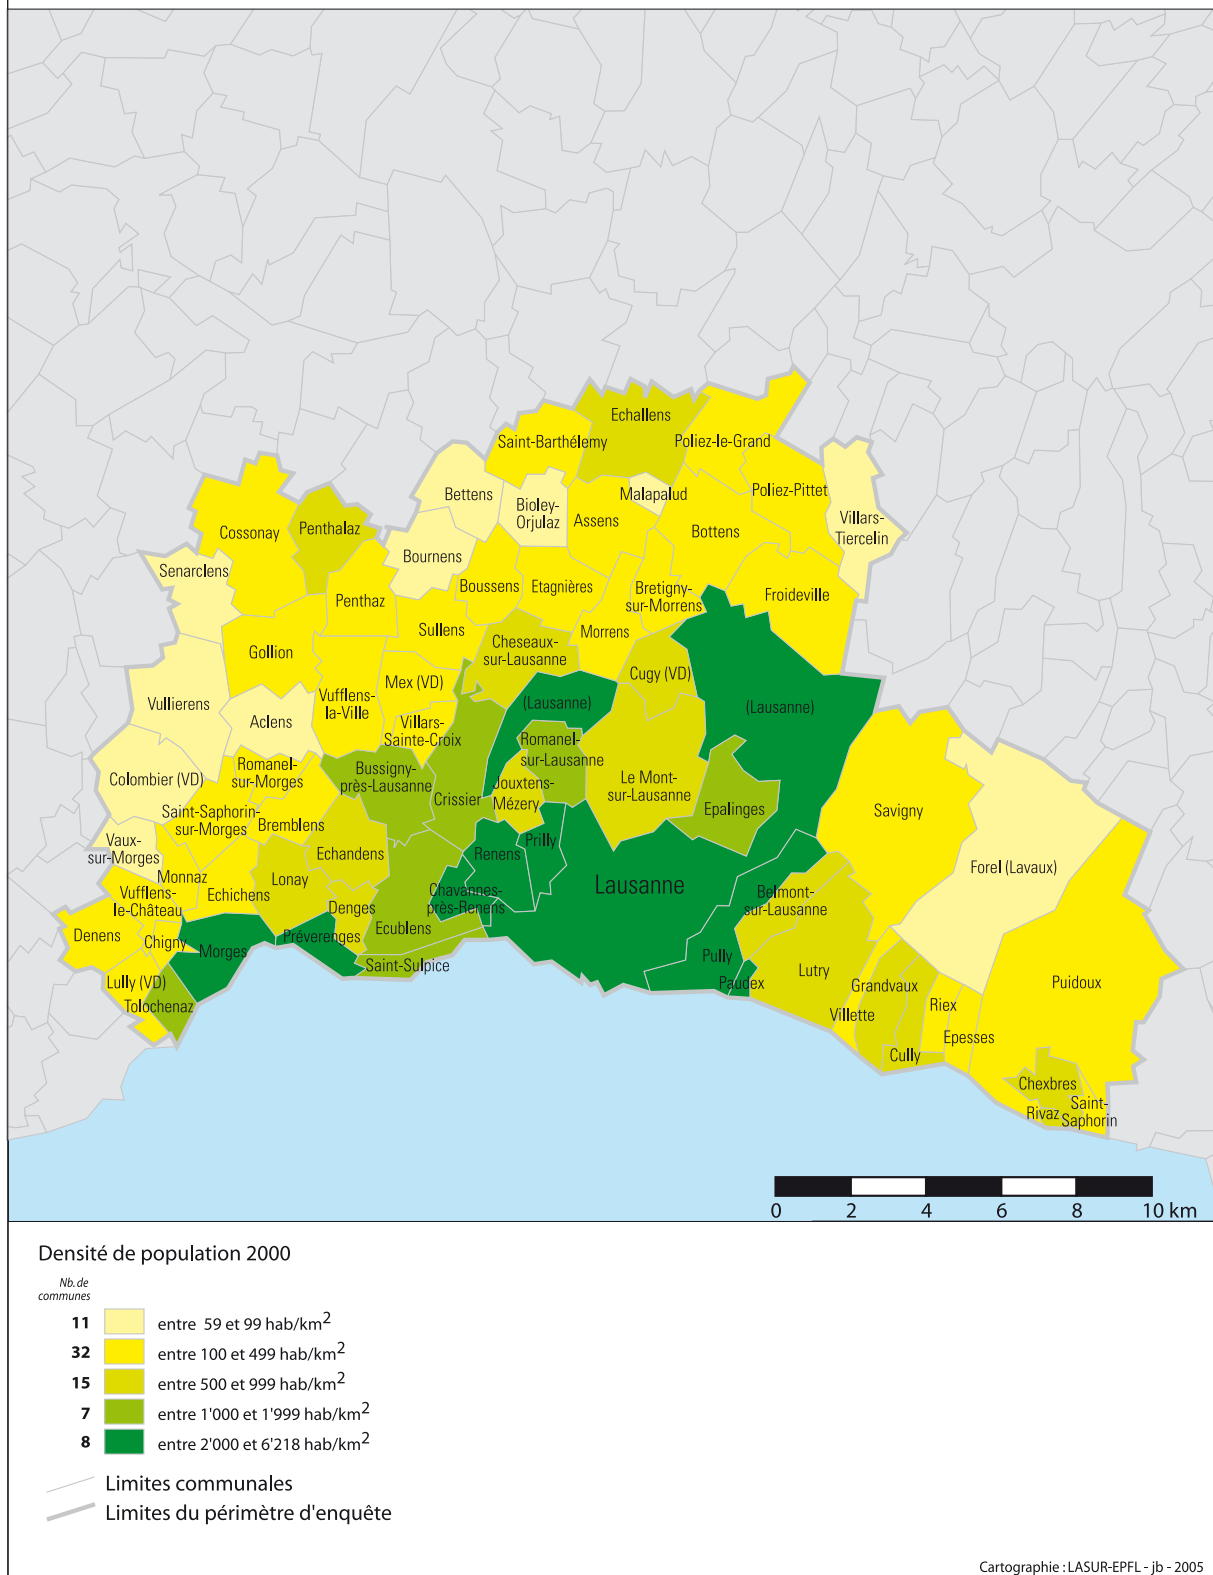 Echallens
Saint-Barthélemy
Poliez-le-Grand
Bettens
Malapalud
Poliez-Pittet
Bioley-
Orjulaz
Assens
Villars-
Tiercelin
Cossonay
Penthalaz
Bottens
Bournens
Senarclens
Boussens
Etagnières
Bretigny-
sur-Morrens
Froideville
Penthaz
Sullens
Morrens
Gollion
Cheseaux-
sur-Lausanne
Cugy (VD)
Mex (VD)
Vufflens-
la-Ville
Vullierens
(Lausanne)
(Lausanne)
Aclens
Villars-
Sainte-Croix
Romanel-
sur-Lausanne
Romanel-
sur-Morges
Bussigny-
près-Lausanne
Colombier (VD)
Le Mont-
sur-Lausanne
Jouxtens-
Mézery
Crissier
Epalinges
Savigny
Saint-Saphorin-
sur-Morges
Bremblens
Vaux-
sur-Morges
Echandens
Renens
Prilly
Forel (Lavaux)
Monnaz
Lonay
Lausanne
Vufflens-
le-Château
Echichens
Chavannes-
près-Renens
Belmont-
sur-Lausanne
Denges
Denens
Chigny
Morges
Préverenges
Ecublens
Saint-Sulpice
Pully
Paudex
Lutry
Lully (VD)
Tolochenaz
Grandvaux
Puidoux
Villette
Riex
Epesses
Cully
Chexbres
Rivaz
Saint-
Saphorin
0 2 4 6 8 10 km
Densité de population 2000
Nb. de
communes
11 entre 59 et 99 hab/km²
32 entre 100 et 499 hab/km²
15 entre 500 et 999 hab/km²
7 entre 1'000 et 1'999 hab/km²
8 entre 2'000 et 6'218 hab/km²
Limites communales
Limites du périmètre d'enquête
Cartographie : LASUR-EPFL - jb - 2005